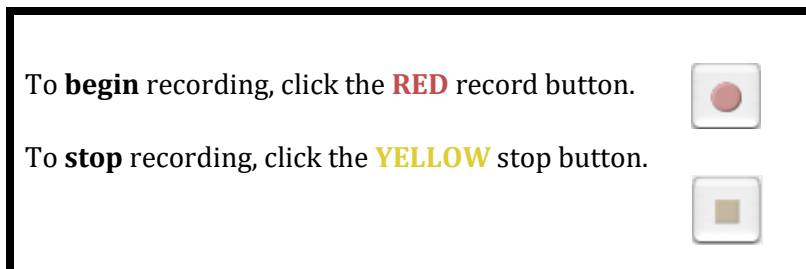 To begin recording, click the RED record button.
To stop recording, click the YELLOW stop button.